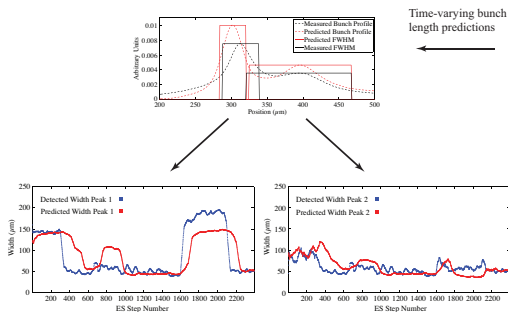 Time-varying bunch
length predictions
Measured Bunch Profile
Predicted Bunch Profile
Predicted FWHM
Measured FWHM
Arbitrary Units
0.01
0.008
0.006
0.004
0.002
0
200 250 300 350 400 450 500
Position (μm)
Detected Width Peak 1
Predicted Width Peak 1
Width (μm)
250
200
150
100
50
0
200 400 600 800 1000 1200 1400 1600 1800 2000 2200
ES Step Number
Detected Width Peak 2
Predicted Width Peak 2
Width (μm)
250
200
150
100
50
0
200 400 600 800 1000 1200 1400 1600 1800 2000 2200
ES Step Number